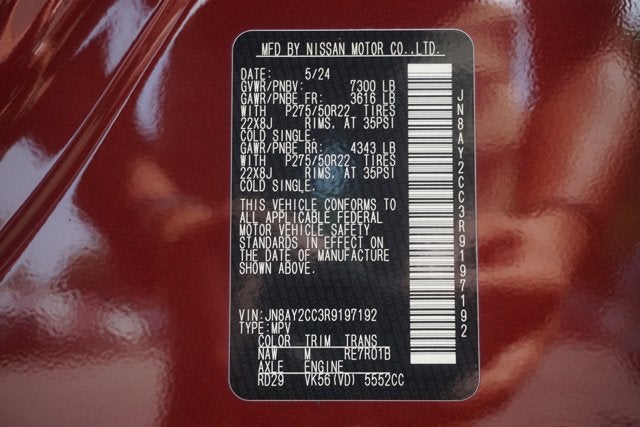 MFD BY NISSAN MOTOR CO.,LTD.
DATE: 5/24
GVWR/PNBV: 7300 LB
GAWR/PNBE FR: 3616 LB
WITH P275/50R22 TIRES
22X8J RIMS, AT 35PSI
COLD SINGLE.
GAWR/PNBE RR: 4343 LB
WITH P275/50R22 TIRES
22X8J RIMS, AT 35PSI
COLD SINGLE.
THIS VEHICLE CONFORMS TO
ALL APPLICABLE FEDERAL
MOTOR VEHICLE SAFETY
STANDARDS IN EFFECT ON
THE DATE OF MANUFACTURE
SHOWN ABOVE.
VIN:JN8AY2CC3R9197192
TYPE:MPV
COLOR TRIM TRANS
NAW M RE7R01B
AXLE ENGINE
RD29 VK56(VD) 5552CC
JN8AY2CC3R9197192